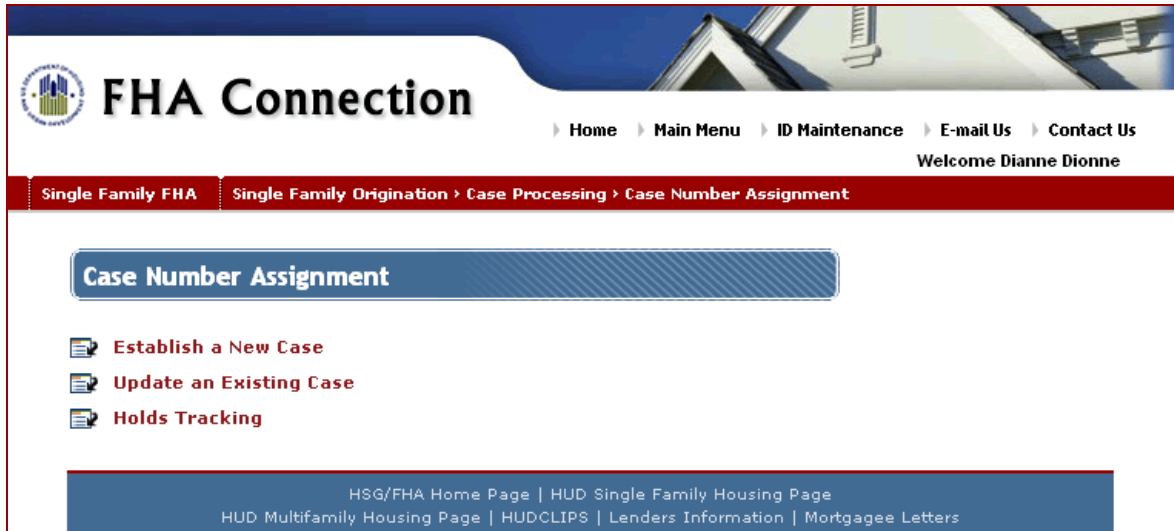 FHA Connection
Home Main Menu ID Maintenance E-mail Us Contact Us
Welcome Dianne Dionne
Single Family FHA Single Family Origination › Case Processing › Case Number Assignment
Case Number Assignment
Establish a New Case
Update an Existing Case
Holds Tracking
HSG/FHA Home Page | HUD Single Family Housing Page
HUD Multifamily Housing Page | HUDCLIPS | Lenders Information | Mortgagee Letters